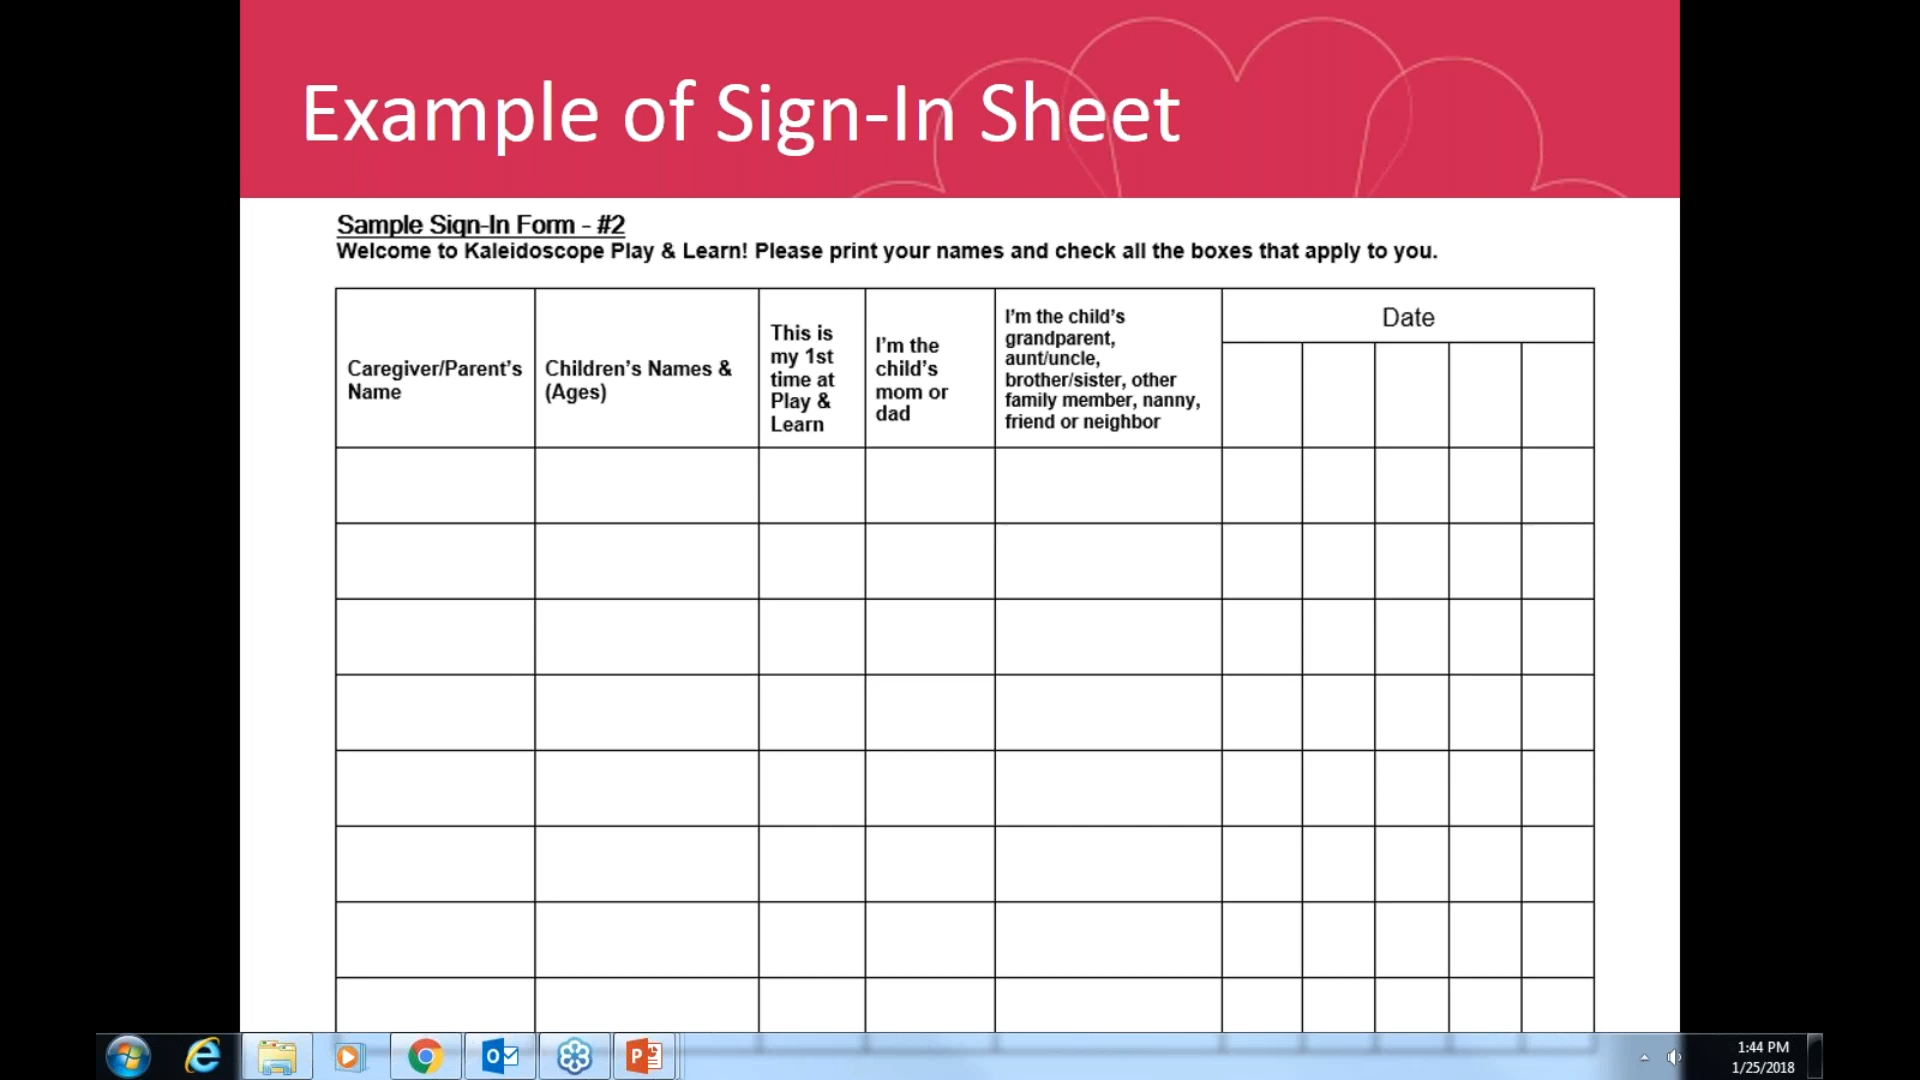 Example of Sign-In Sheet
Sample Sign-In Form - #2
Welcome to Kaleidoscope Play & Learn! Please print your names and check all the boxes that apply to you.
Caregiver/Parent's
Name
Children's Names &
(Ages)
This is
my 1st
time at
Play &
Learn
I'm the
child's
mom or
dad
I'm the child's
grandparent,
aunt/uncle,
brother/sister, other
family member, nanny,
friend or neighbor
Date
1:44 PM
1/25/2018